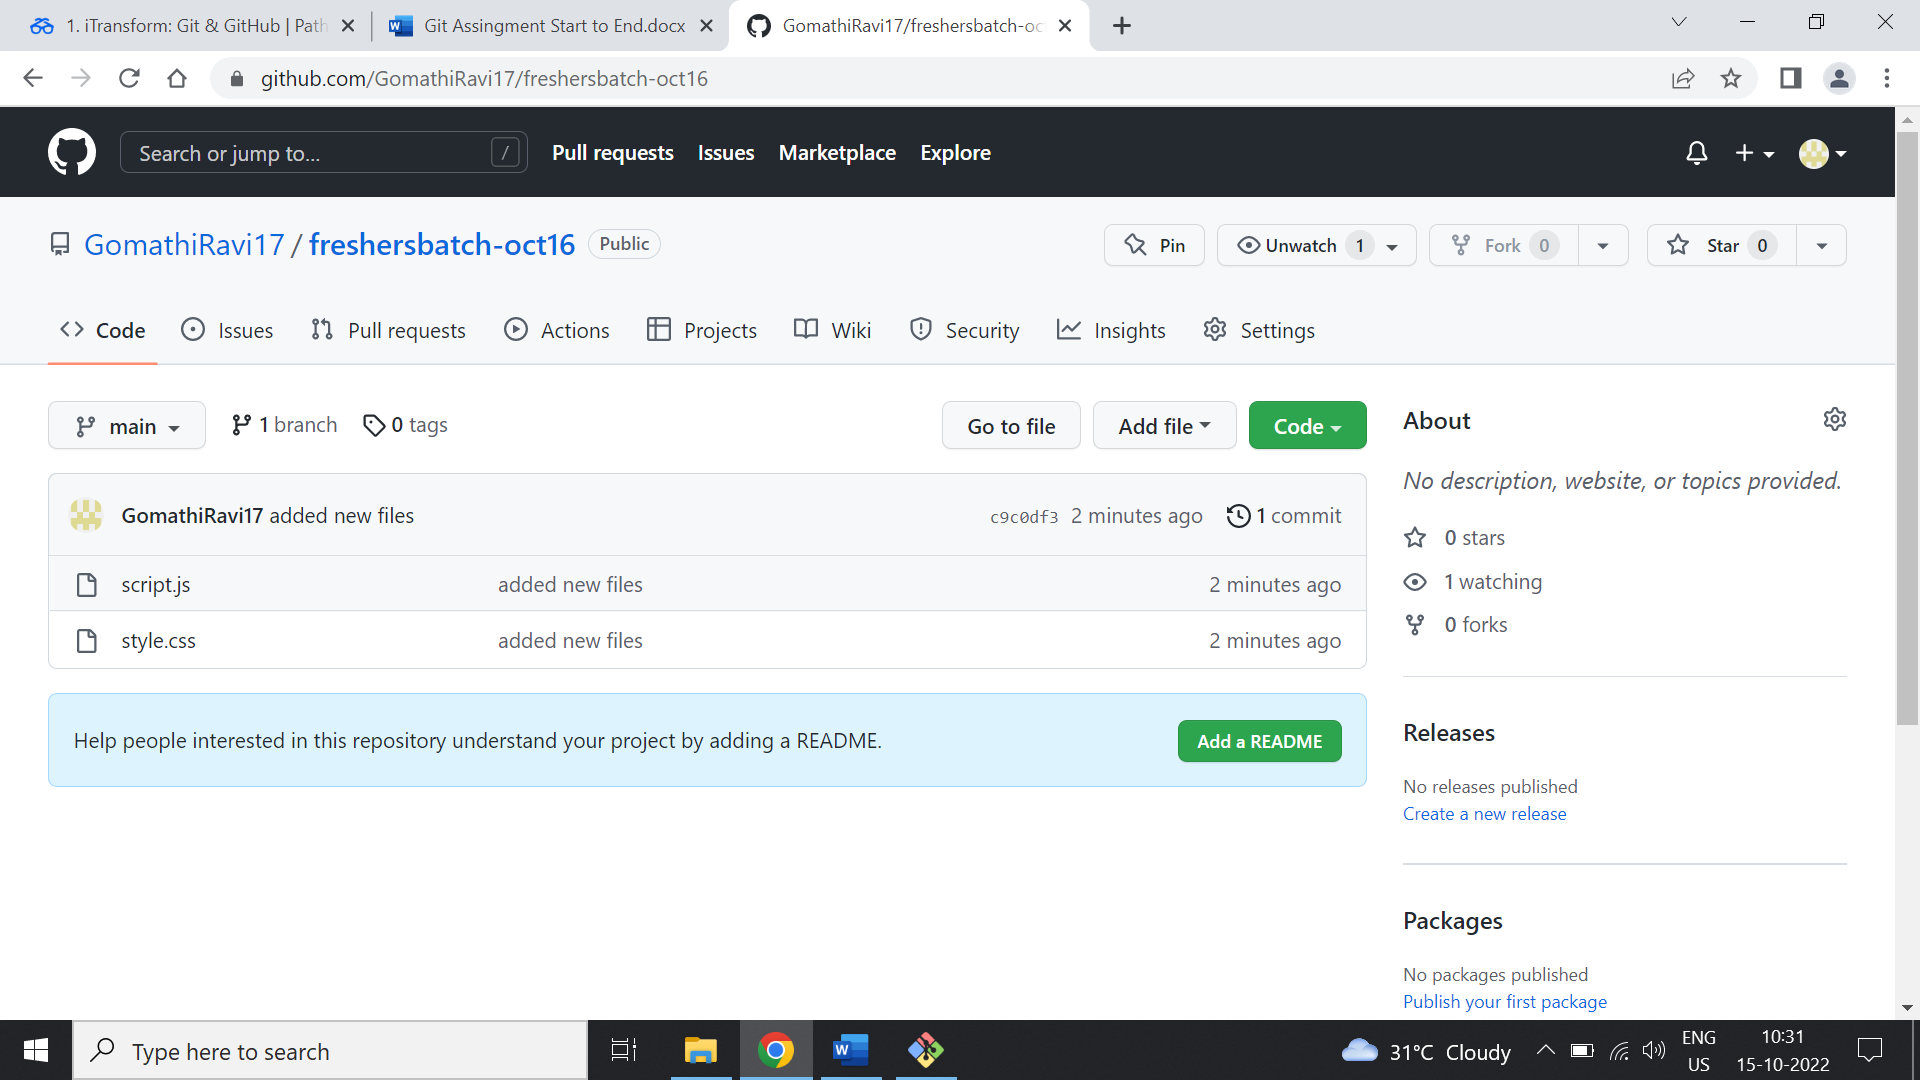 1. iTransform: Git & GitHub | Path
Git Assingment Start to End.docx
GomathiRavi17/freshersbatch-oc
github.com/GomathiRavi17/freshersbatch-oct16
Search or jump to...
/
Pull requests
Issues
Marketplace
Explore
GomathiRavi17 / freshersbatch-oct16
Public
Pin
Unwatch 1
Fork 0
Star 0
Code
Issues
Pull requests
Actions
Projects
Wiki
Security
Insights
Settings
main
1 branch
0 tags
Go to file
Add file
Code
GomathiRavi17 added new files
c9c0df3 2 minutes ago
1 commit
script.js
added new files
2 minutes ago
style.css
added new files
2 minutes ago
Help people interested in this repository understand your project by adding a README.
Add a README
About
No description, website, or topics provided.
0 stars
1 watching
0 forks
Releases
No releases published
Create a new release
Packages
No packages published
Publish your first package
Type here to search
W
31°C Cloudy
ENG
US
10:31
15-10-2022